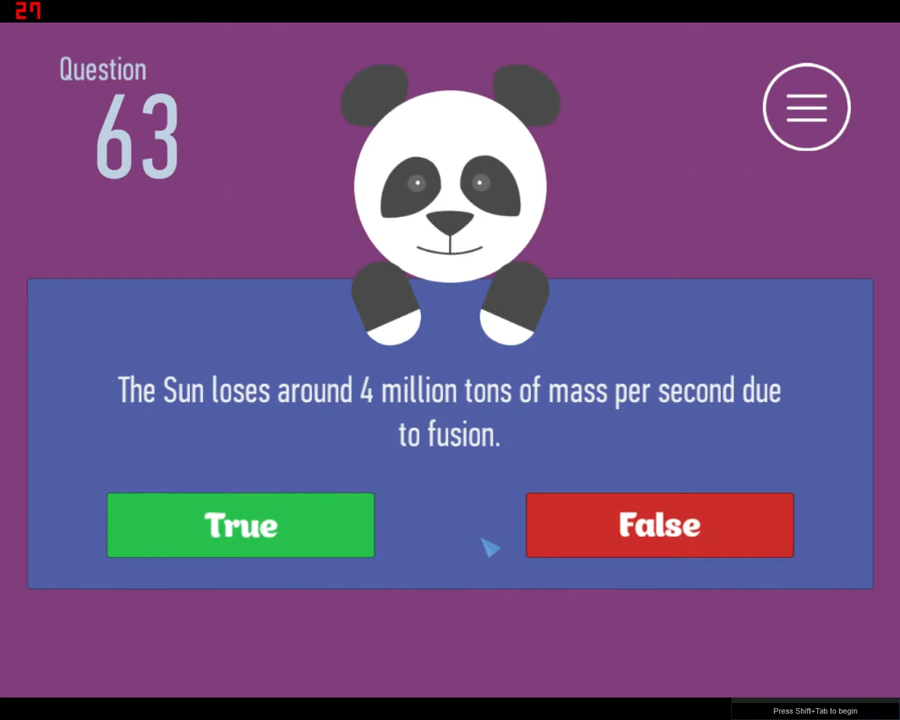 27
Question
63
The Sun loses around 4 million tons of mass per second due
to fusion.
True
False
Press Shift+Tab to begin